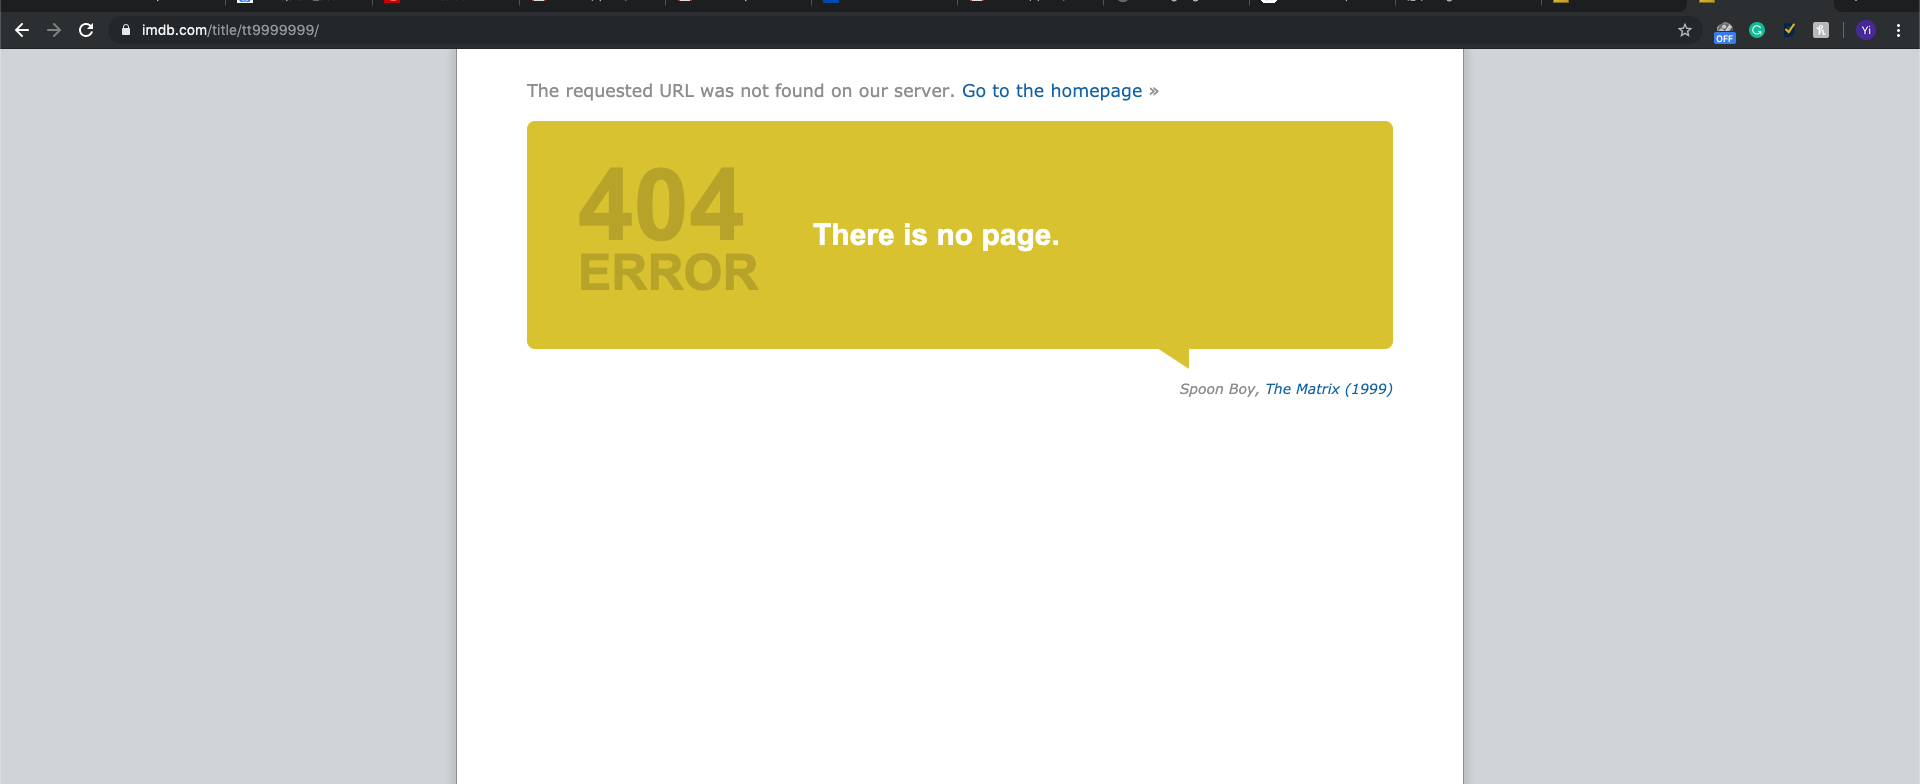 imdb.com/title/tt9999999/
OFF
Yi
The requested URL was not found on our server. Go to the homepage »
404
ERROR
There is no page.
Spoon Boy, The Matrix (1999)